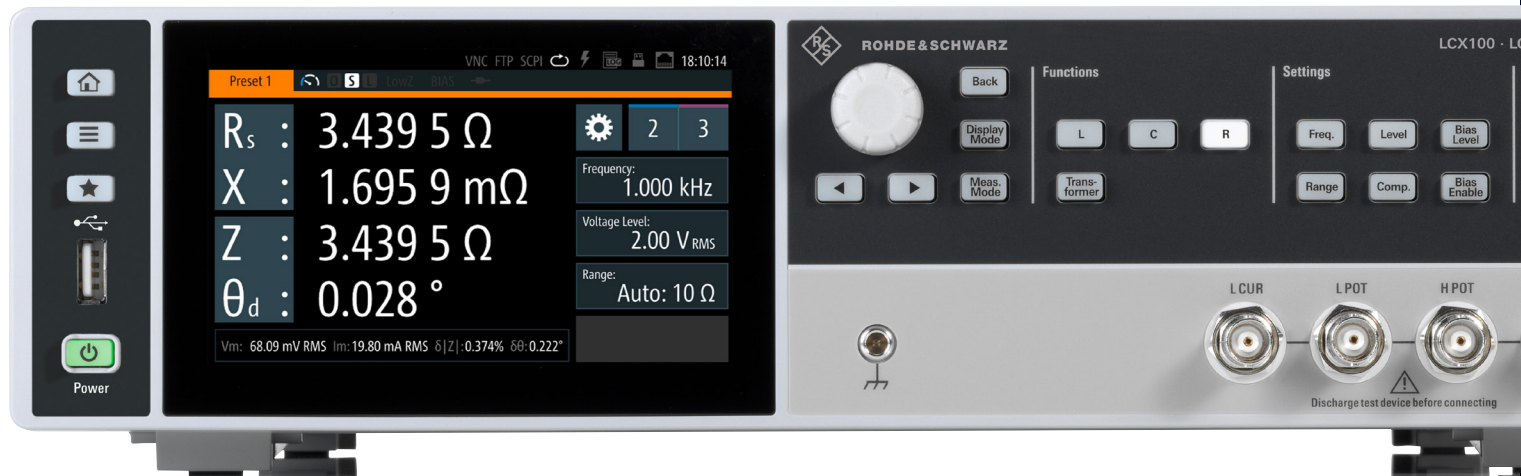 VNC FTP SCPI LOG 18:10:14
Preset 1 O S L LowZ BIAS
Rs : 3.439 5 Ω
X : 1.695 9 mΩ
Z : 3.439 5 Ω
θd : 0.028 °
2 3
Frequency:
1.000 kHz
Voltage Level:
2.00 V RMS
Range:
Auto: 10 Ω
Vm: 68.09 mV RMS Im: 19.80 mA RMS δ|Z|:0.374% δθ:0.222°
Power
ROHDE&SCHWARZ
LCX100 · LC
Back
Display
Mode
Meas.
Mode
Functions
L C R
Trans-
former
Settings
Freq. Level Bias
Level
Range Comp. Bias
Enable
L CUR L POT H POT
Discharge test device before connecting